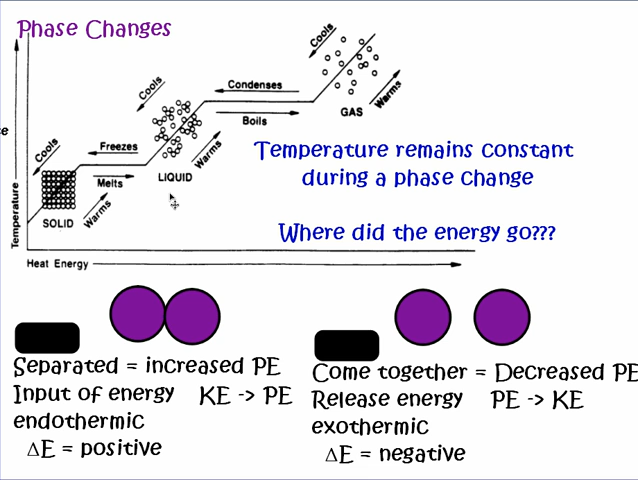 Phase Changes
Cools
Condenses
GAS
Warms
Boils
Cools
Temperature remains constant
during a phase change
Cools
Freezes
Warms
LIQUID
Melts
Warms
SOLID
Temperature
Where did the energy go???
Heat Energy
Separated = increased PE
Input of energy KE -> PE
endothermic
ΔE = positive
Come together = Decreased PE
Release energy PE -> KE
exothermic
ΔE = negative